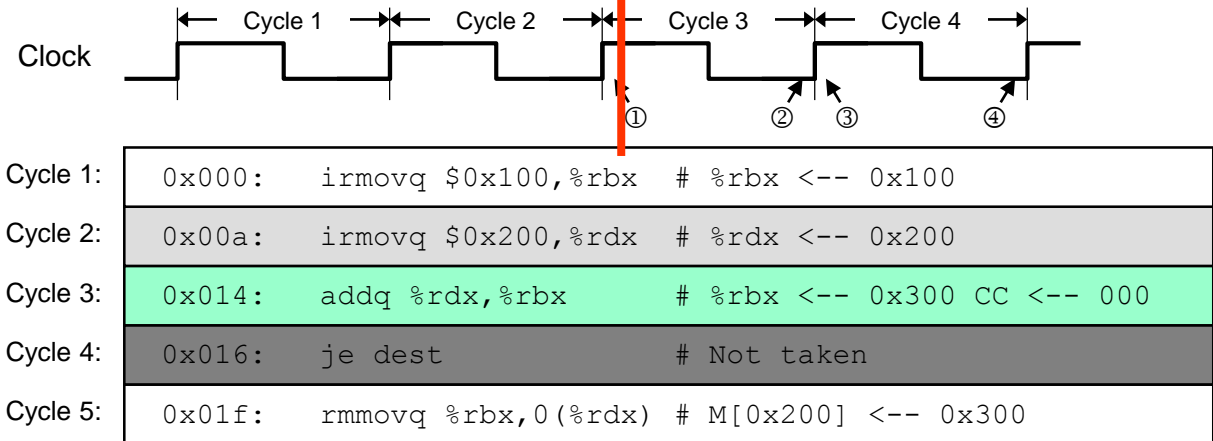 Cycle 1 Cycle 2 Cycle 3 Cycle 4
Clock
① ② ③ ④
Cycle 1: 0x000: irmovq $0x100,%rbx # %rbx <-- 0x100
Cycle 2: 0x00a: irmovq $0x200,%rdx # %rdx <-- 0x200
Cycle 3: 0x014: addq %rdx,%rbx # %rbx <-- 0x300 CC <-- 000
Cycle 4: 0x016: je dest # Not taken
Cycle 5: 0x01f: rmmovq %rbx,0(%rdx) # M[0x200] <-- 0x300